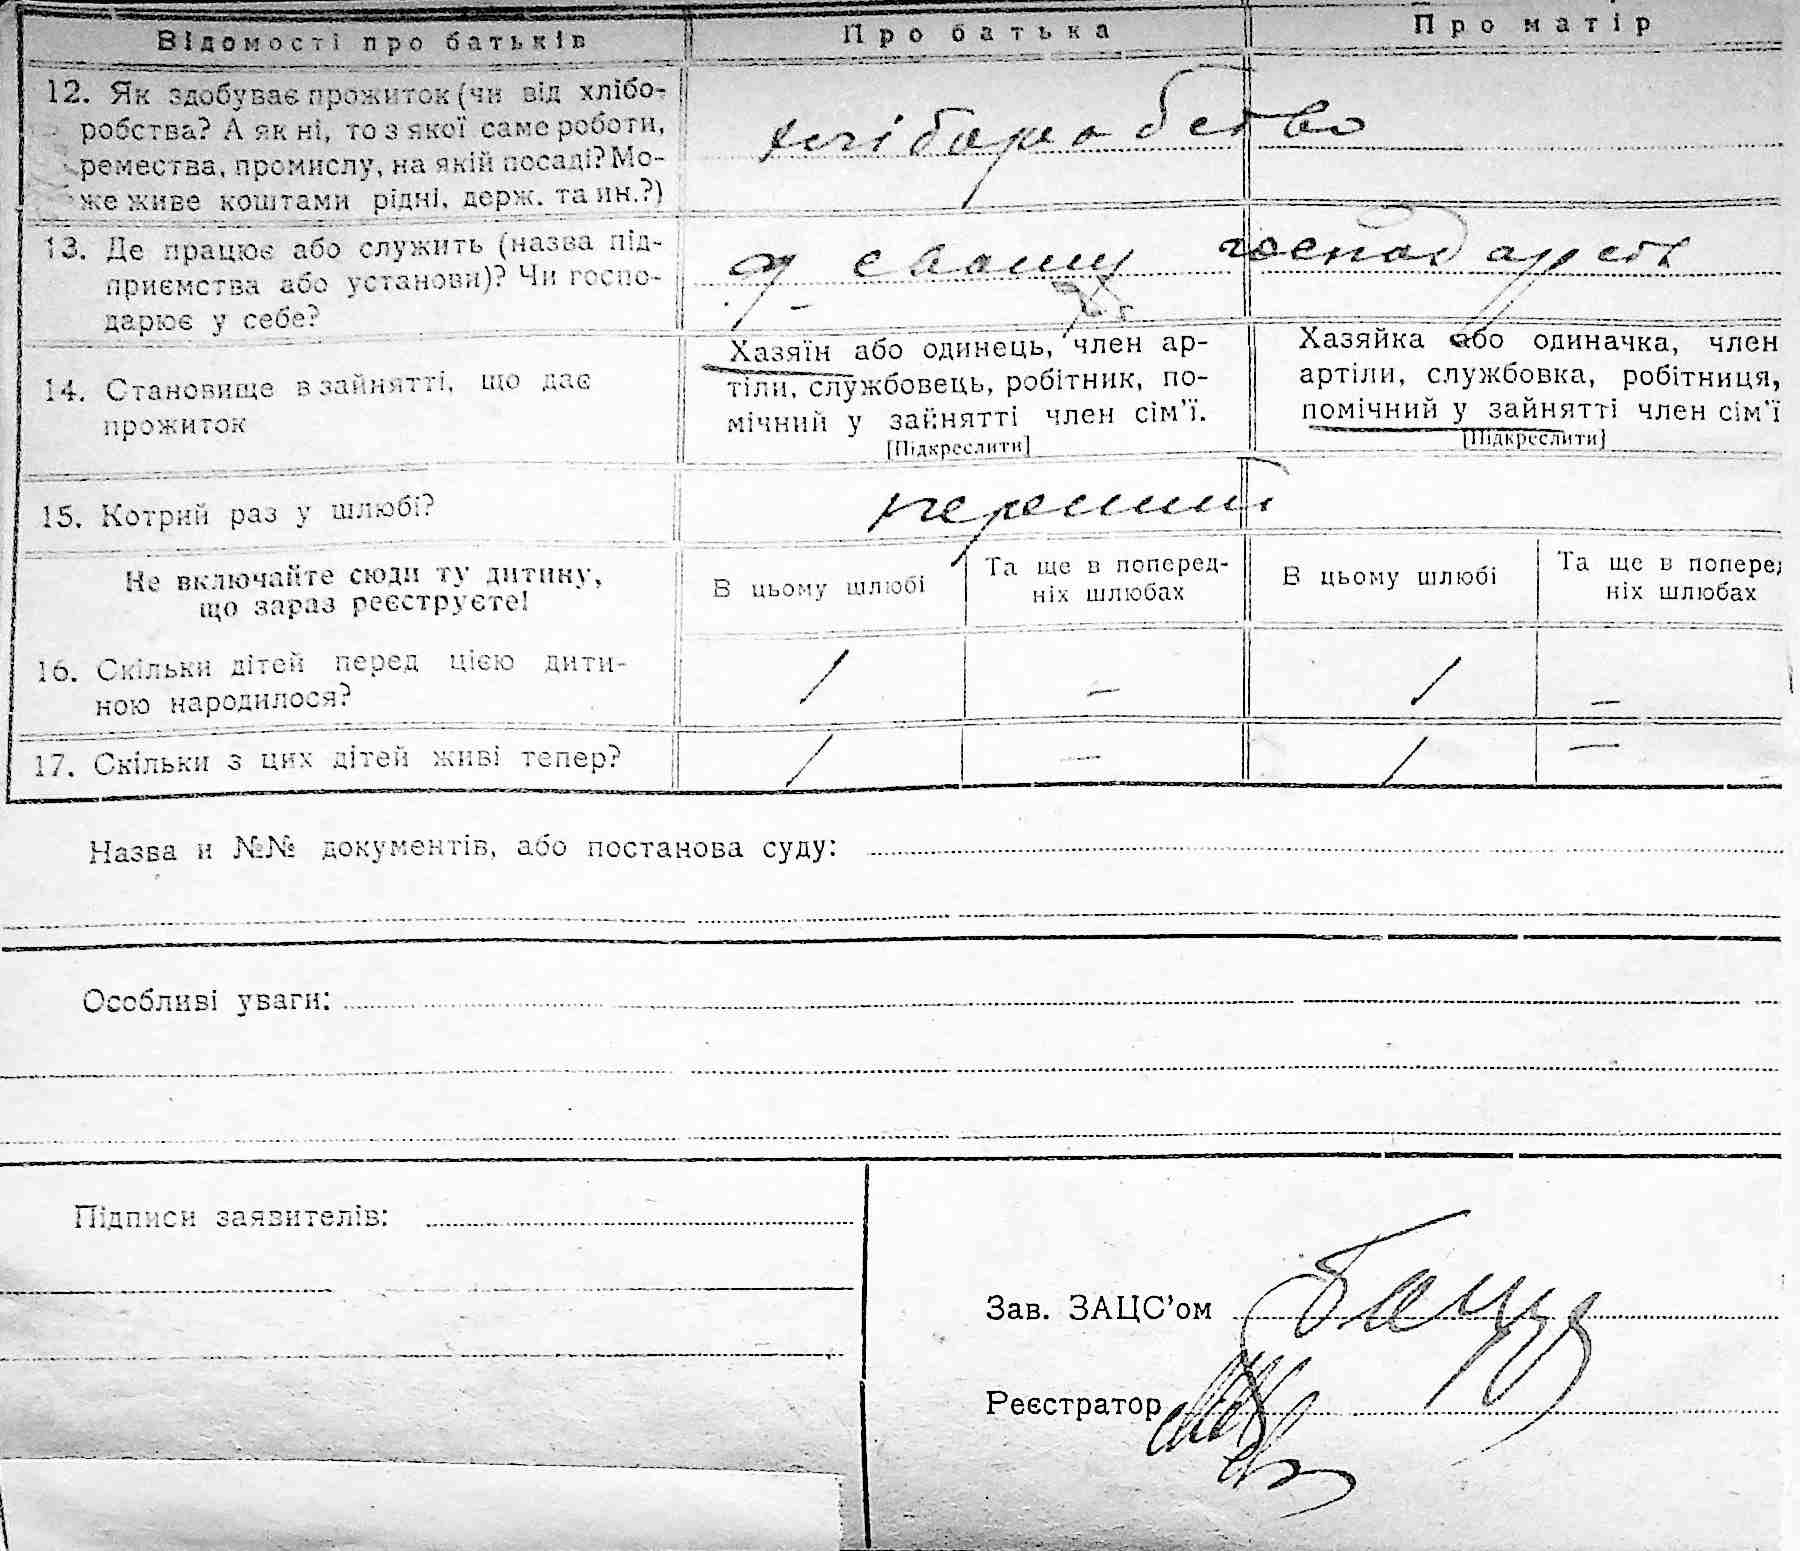 Відомості про батьків
Про батька
Про матір
12. Як здобуває прожиток (чи від хлібо-
робства? А як ні, то з якої саме роботи,
ремества, промислу, на якій посаді? Мо-
же живе коштами рідні, держ. та ин.?)
хліборобство
13. Де працює або служить (назва під-
приємства або установи)? Чи госпо-
дарює у себе?
у своему господарств
14. Становище в зайнятті, що дає
прожиток
Хазяїн або одинець, член ар-
тіли, службовець, робітник, по-
мічний у зайнятті член сім'ї.
[Підкреслити]
Хазяйка або одиначка, член
артіли, службовка, робітниця,
помічний у зайнятті член сім'ї
[Підкреслити]
15. Котрий раз у шлюбі?
перший
Не включайте сюди ту дитину,
що зараз реєструєте!
В цьому шлюбі
Та ще в поперед-
ніх шлюбах
В цьому шлюбі
Та ще в поперед
ніх шлюбах
16. Скільки дітей перед цією дити-
ною народилося?
1 – 1 –
17. Скільки з цих дітей живі тепер?
1 – 1 –
Назва и №№ документів, або постанова суду:
Особливі уваги:
Підписи заявителів:
Зав. ЗАЦС'ом
Реєстратор